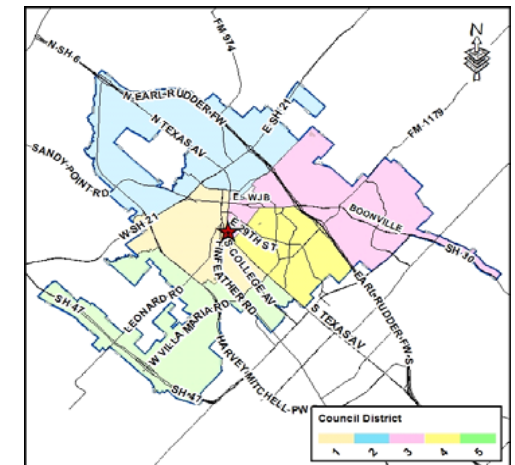 FM 974
N
N-SH-6
N-EARL-RUDDER-FW
E SH 21
N TEXAS-AV
FM-1179
SANDY-POINT-RD
E WJB
BOONVILLE
W-SH 21
E 29TH ST
SH-30
S COLLEGE-AV
FINFEATHER RD
LEONARD RD
SH 47
W VILLA MARIA-RD
S TEXAS-AV
EARL-RUDDER-FW-S
HARVEY-MITCHELL-PW
SH-47
Council District
1 2 3 4 5